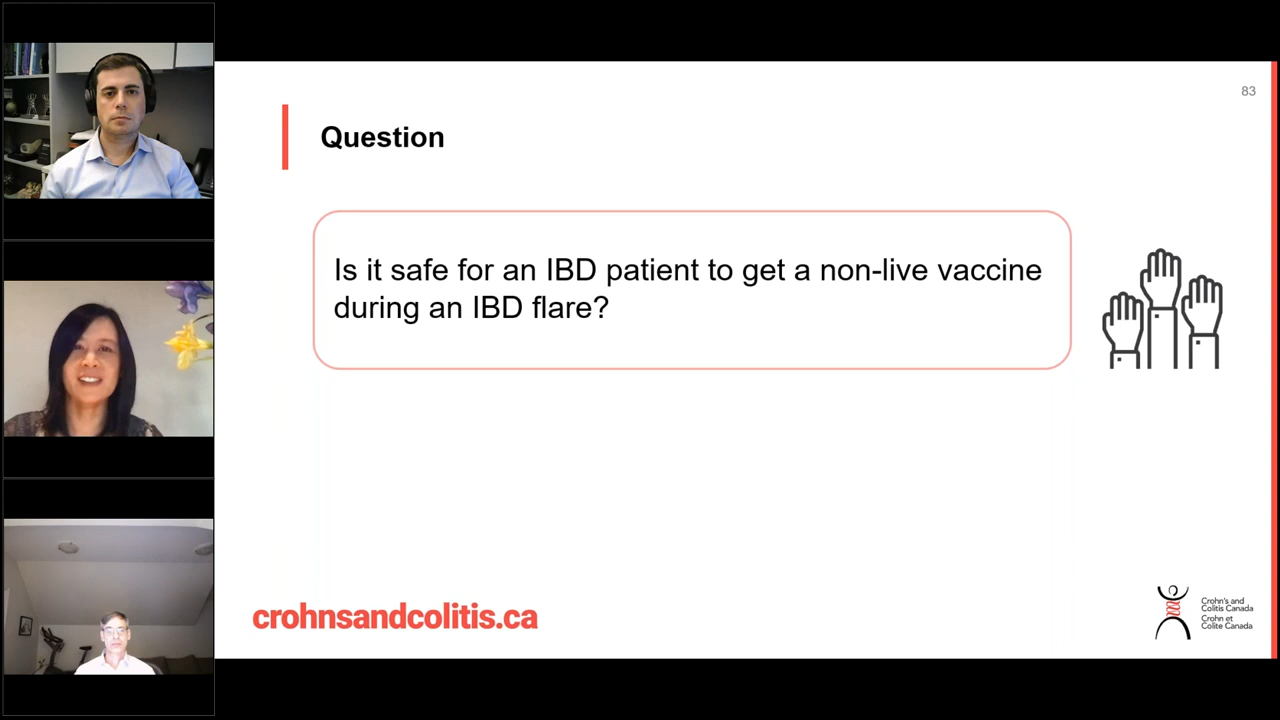 83
Question
Is it safe for an IBD patient to get a non-live vaccine
during an IBD flare?
crohnsandcolitis.ca
Crohn's and
Colitis Canada
Crohn et
Colite Canada